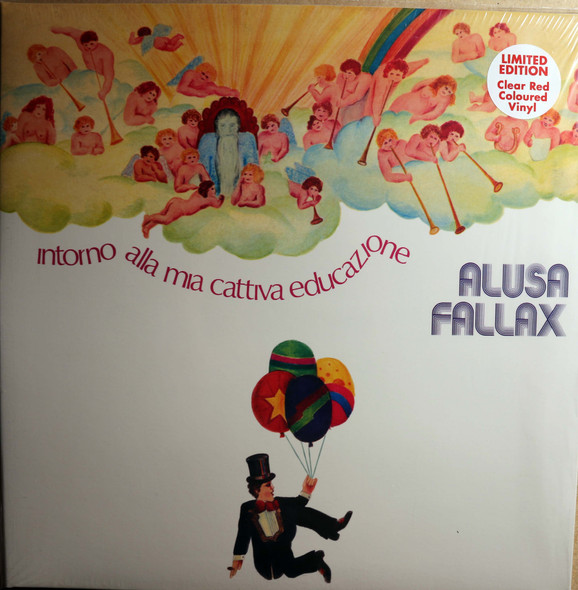 LIMITED
EDITION
Clear Red
Coloured
Vinyl
intorno alla mia cattiva educazione
ALUSA
FALLAX